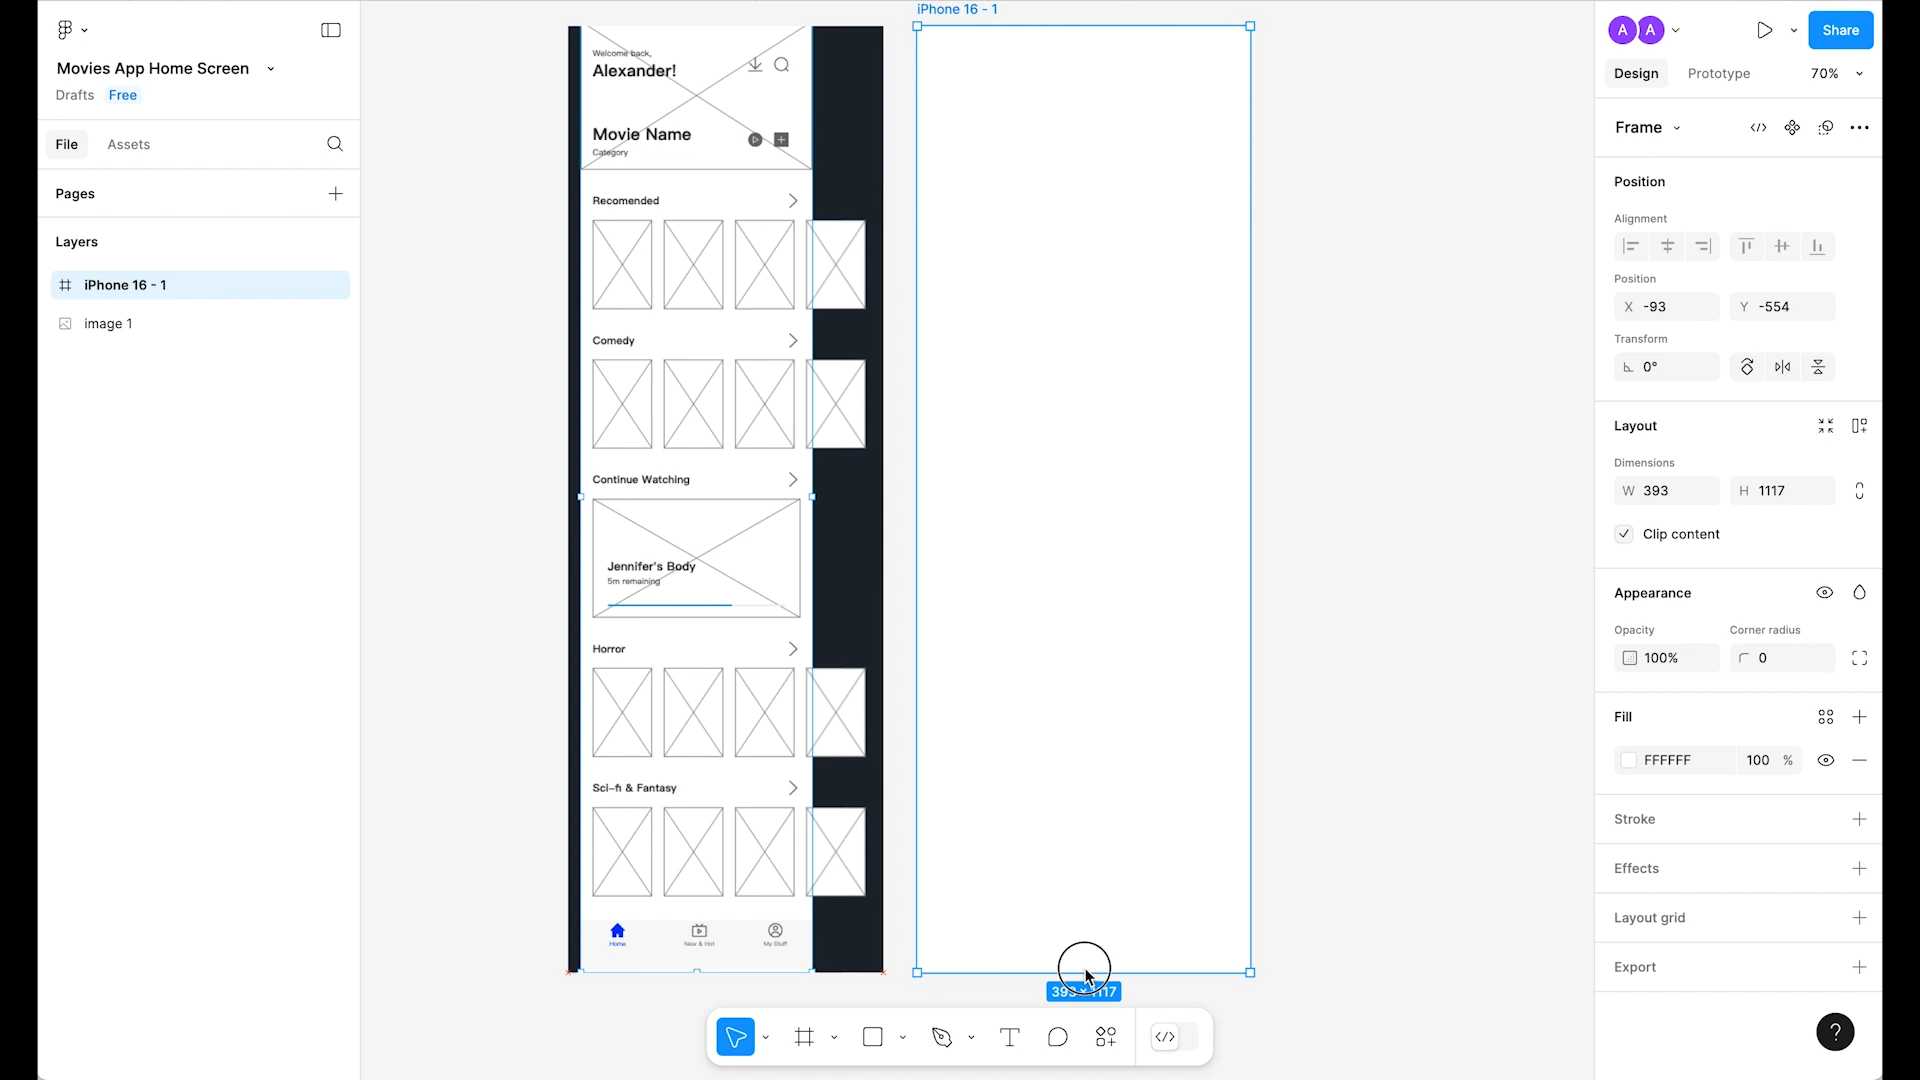 Movies App Home Screen
Drafts Free
File Assets
Pages
Layers
iPhone 16 - 1
image 1
Welcome back,
Alexander!
Movie Name
Category
Recomended
Comedy
Continue Watching
Jennifer's Body
5m remaining
Horror
Sci-fi & Fantasy
Home New & Hot My Stuff
iPhone 16 - 1
A A Share
Design Prototype 70%
Frame
Position
Alignment
Position
X -93 Y -554
Transform
0°
Layout
Dimensions
W 393 H 1117
Clip content
Appearance
Opacity Corner radius
100% 0
Fill
FFFFFF 100 %
Stroke
Effects
Layout grid
Export
?